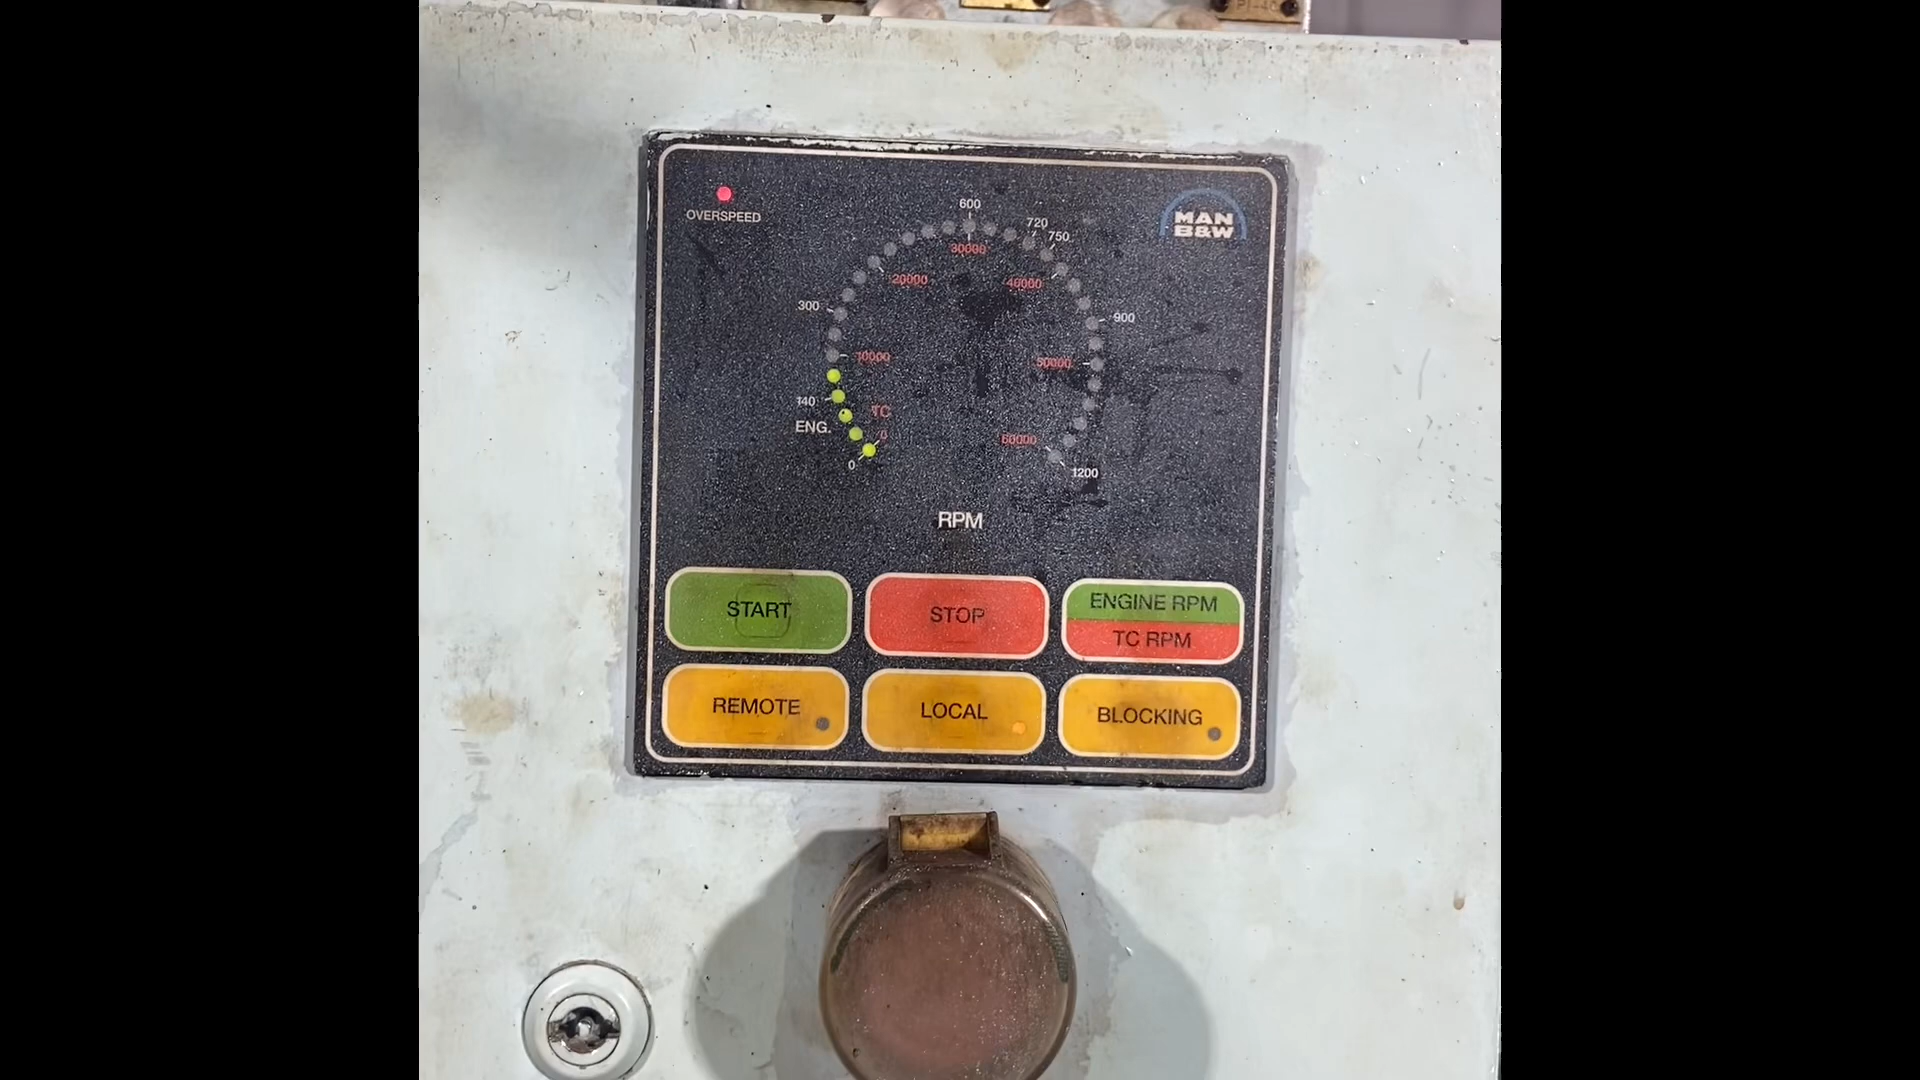 OVERSPEED
MAN
B&W
600
720
750
30000
20000
40000
300
900
10000
50000
140
TC
ENG.
0
0
60000
1200
RPM
START
STOP
ENGINE RPM
TC RPM
REMOTE
LOCAL
BLOCKING